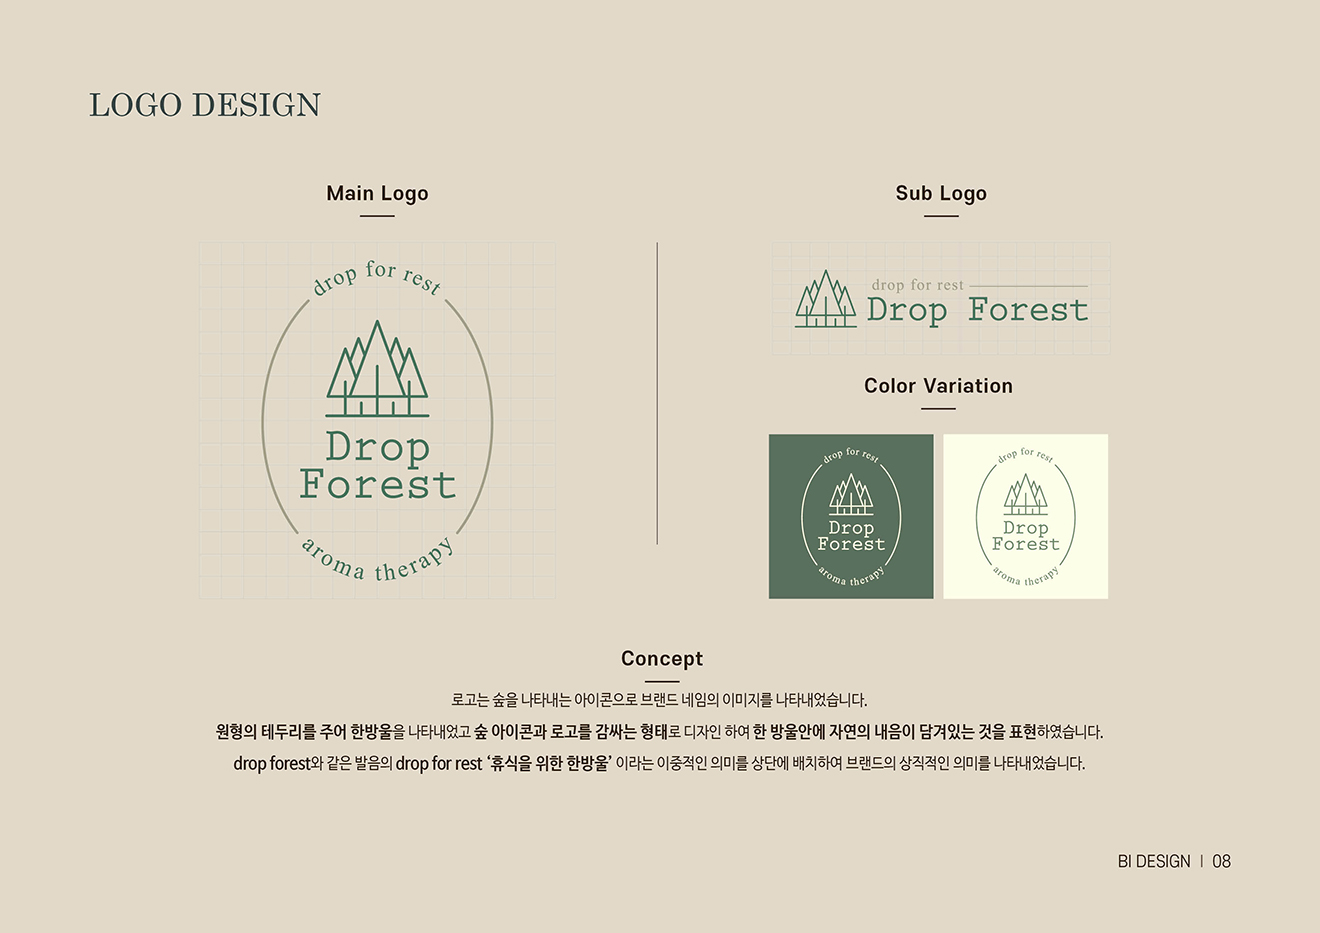 LOGO DESIGN
Main Logo
drop for rest
Drop
Forest
aroma therapy
Sub Logo
drop for rest
Drop Forest
Color Variation
drop for rest
Drop
Forest
aroma therapy
drop for rest
Drop
Forest
aroma therapy
Concept
로고는 숲을 나타내는 아이콘으로 브랜드 네임의 이미지를 나타내었습니다.
원형의 테두리를 주어 한방울을 나타내었고 숲 아이콘과 로고를 감싸는 형태로 디자인 하여 한 방울안에 자연의 내음이 담겨있는 것을 표현하였습니다.
drop forest와 같은 발음의 drop for rest ‘휴식을 위한 한방울’ 이라는 이중적인 의미를 상단에 배치하여 브랜드의 상직적인 의미를 나타내었습니다.
BI DESIGN | 08